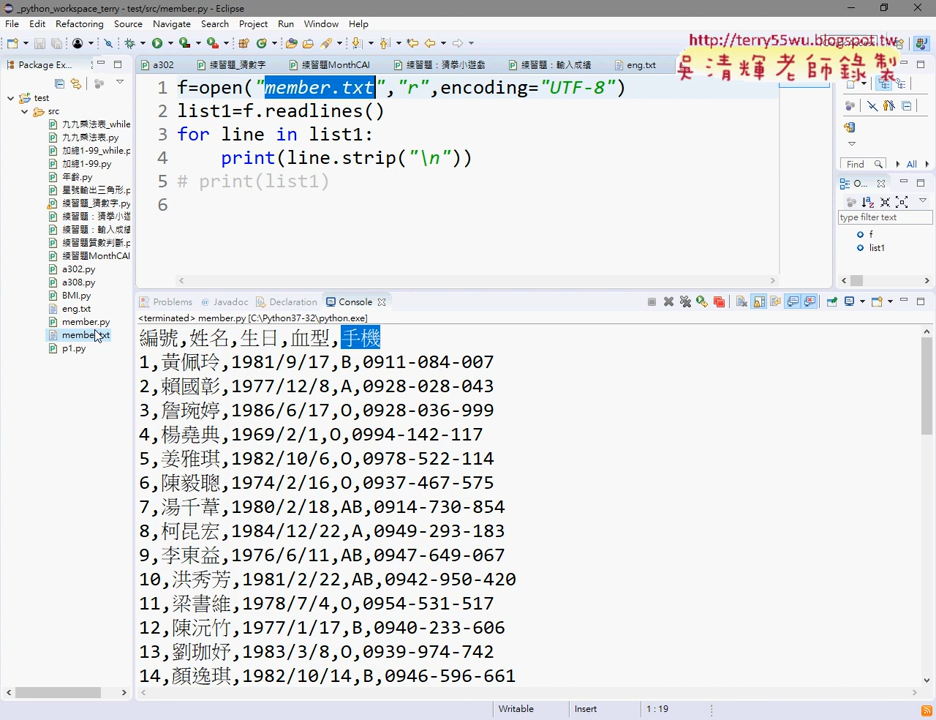 _python_workspace_terry - test/src/member.py - Eclipse
File Edit Refactoring Source Navigate Search Project Run Window Help
http://terry55wu.blogspot.tw
吳清輝老師錄製
Package Ex...
a302 練習題_猜數字 練習題MonthCAI 練習題：猜學小遊戲 練習題：輸入成績 eng.txt
test
src
九九乘法表_while
九九乘法表.py
加總1-99_while.p
加總1-99.py
年齡.py
星號輸出三角形.p
練習題_猜數字.py
練習題：猜學小遊
練習題：輸入成績
練習題質數判斷.p
練習題MonthCAI
a302.py
a308.py
BMI.py
eng.txt
member.py
member.txt
p1.py
1 f=open("member.txt","r",encoding="UTF-8")
2 list1=f.readlines()
3 for line in list1:
4 print(line.strip("\n"))
5 # print(list1)
6
Find All
O...
type filter text
f
list1
Problems Javadoc Declaration Console
<terminated> member.py [C:\Python37-32\python.exe]
編號,姓名,生日,血型,手機
1,黃佩玲,1981/9/17,B,0911-084-007
2,賴國彰,1977/12/8,A,0928-028-043
3,詹琬婷,1986/6/17,O,0928-036-999
4,楊堯典,1969/2/1,O,0994-142-117
5,姜雅琪,1982/10/6,O,0978-522-114
6,陳毅聰,1974/2/16,O,0937-467-575
7,湯千葦,1980/2/18,AB,0914-730-854
8,柯昆宏,1984/12/22,A,0949-293-183
9,李東益,1976/6/11,AB,0947-649-067
10,洪秀芳,1981/2/22,AB,0942-950-420
11,梁書維,1978/7/4,O,0954-531-517
12,陳沅竹,1977/1/17,B,0940-233-606
13,劉珈妤,1983/3/8,O,0939-974-742
14,顏逸琪,1982/10/14,B,0946-596-661
Writable Insert 1 : 19